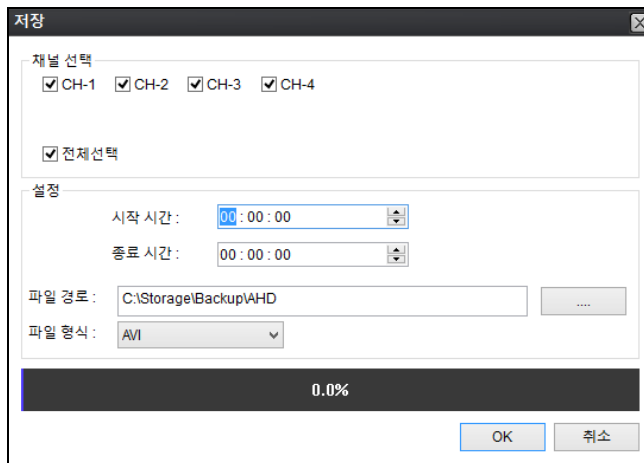 저장
채널 선택
CH-1 CH-2 CH-3 CH-4
전체선택
설정
시작 시간 : 00 : 00 : 00
종료 시간 : 00 : 00 : 00
파일 경로 : C:\Storage\Backup\AHD ....
파일 형식 : AVI
0.0%
OK 취소